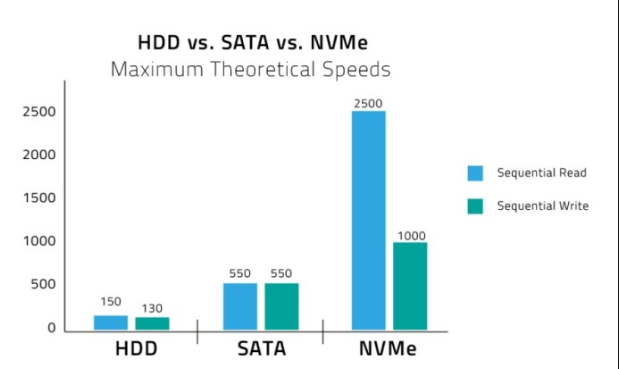 HDD vs. SATA vs. NVMe
Maximum Theoretical Speeds
2500
2500
2000
Sequential Read
1500
Sequential Write
1000
1000
550 550
500
150 130
0
HDD SATA NVMe